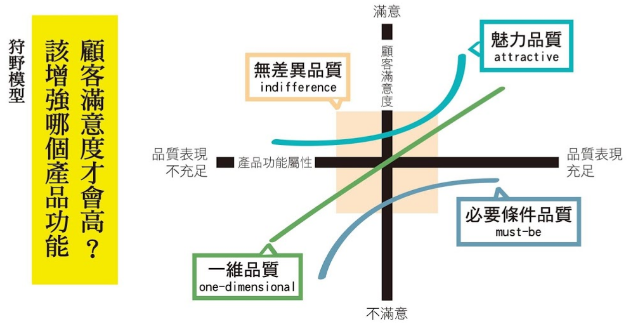 狩野模型
顧客滿意度才會高？
該增強哪個產品功能
滿意
顧客滿意度
魅力品質
attractive
無差異品質
indifference
品質表現
不充足
產品功能屬性
品質表現
充足
必要條件品質
must-be
一維品質
one-dimensional
不滿意